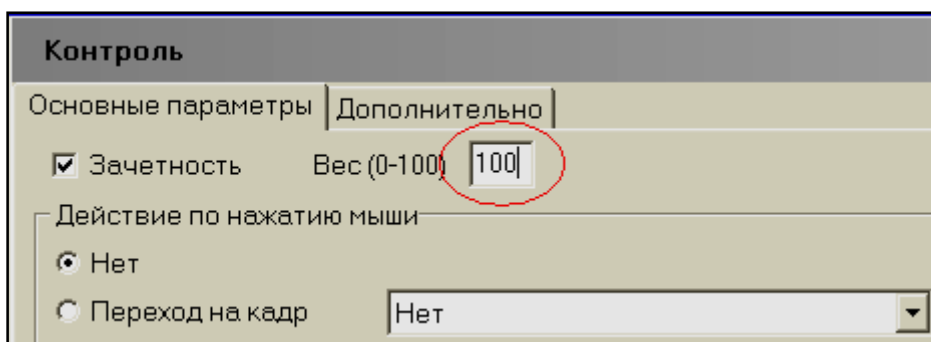 Контроль
Основные параметры Дополнительно
Зачетность Вес (0-100) 100
Действие по нажатию мыши
Нет
Переход на кадр Нет